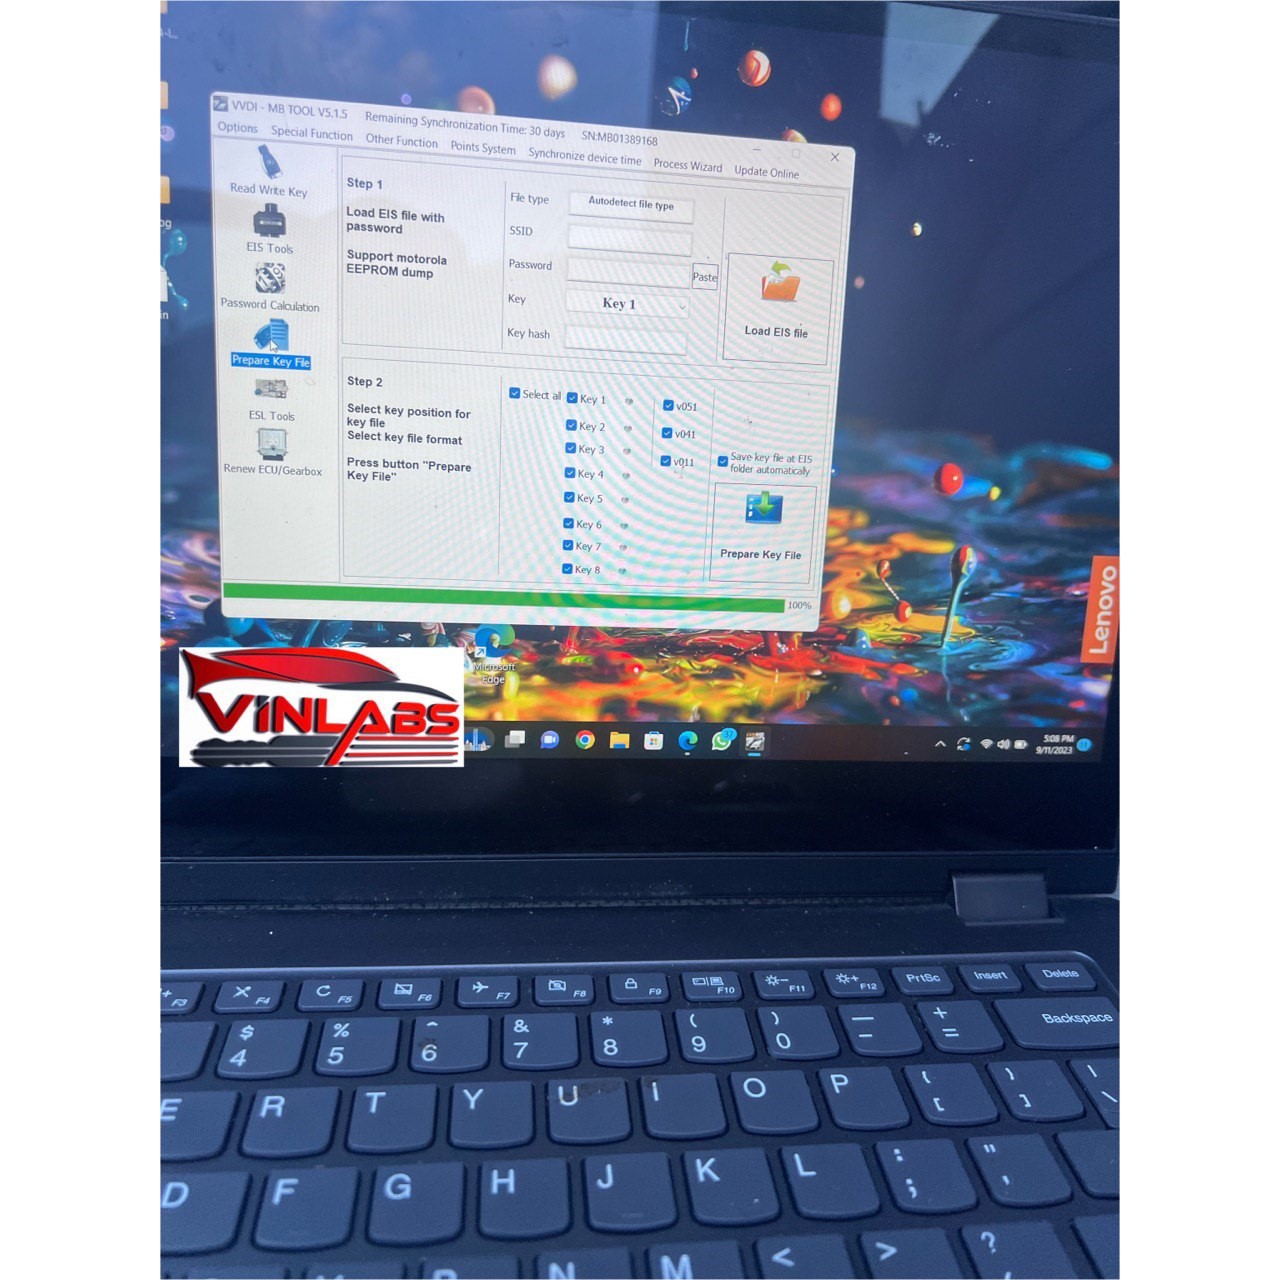 VVDI - MB TOOL V5.1.5 Remaining Synchronization Time: 30 days SN:MB01389168
Options Special Function Other Function Points System Synchronize device time Process Wizard Update Online
Read Write Key
EIS Tools
Password Calculation
Prepare Key File
ESL Tools
Renew ECU/Gearbox
Step 1
Load EIS file with
password
Support motorola
EEPROM dump
File type Autodetect file type
SSID
Password Paste
Key Key 1
Key hash
Load EIS file
Step 2
Select key position for
key file
Select key file format
Press button "Prepare
Key File"
Select all
Key 1
Key 2
Key 3
Key 4
Key 5
Key 6
Key 7
Key 8
v051
v041
v011
Save key file at EIS
folder automatically
Prepare Key File
100%
Lenovo
Microsoft
Edge
VINLABS
5:08 PM
9/11/2023
F3 F4 F5 F6 F7 F8 F9 F10 F11 F12 PrtSc Insert Delete
$ % ^ & * ( ) — + Backspace
4 5 6 7 8 9 0 – =
E R T Y U I O P { [ } ] | \
D F G H J K L : ; " '
N M < > ?